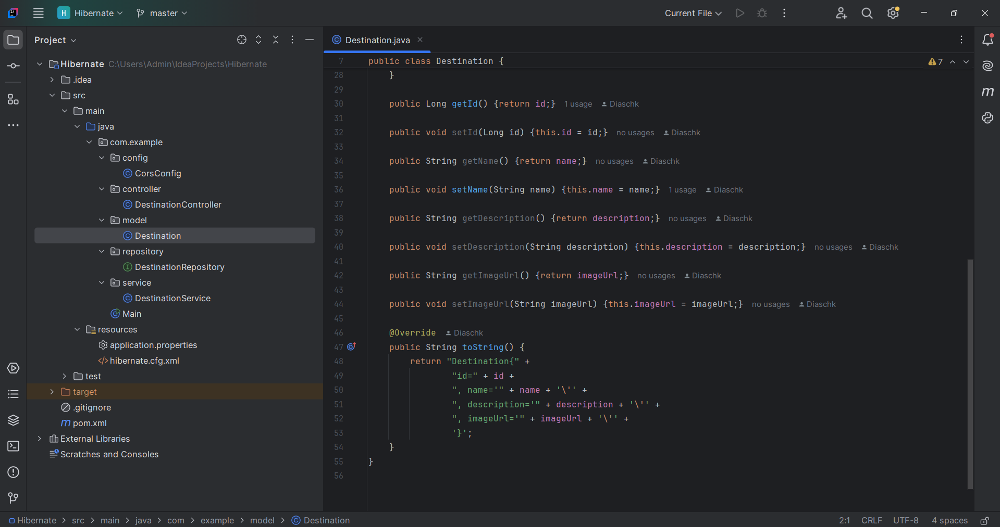 H Hibernate master Current File
Project
Destination.java
Hibernate C:\Users\Admin\IdeaProjects\Hibernate
.idea
src
main
java
com.example
config
CorsConfig
controller
DestinationController
model
Destination
repository
DestinationRepository
service
DestinationService
Main
resources
application.properties
hibernate.cfg.xml
test
target
.gitignore
m pom.xml
External Libraries
Scratches and Consoles
7 public class Destination { 7
28 }
29
30 public Long getId() {return id;} 1 usage Diaschk
31
32 public void setId(Long id) {this.id = id;} no usages Diaschk
33
34 public String getName() {return name;} no usages Diaschk
35
36 public void setName(String name) {this.name = name;} 1 usage Diaschk
37
38 public String getDescription() {return description;} no usages Diaschk
39
40 public void setDescription(String description) {this.description = description;} no usages Diaschk
41
42 public String getImageUrl() {return imageUrl;} no usages Diaschk
43
44 public void setImageUrl(String imageUrl) {this.imageUrl = imageUrl;} no usages Diaschk
45
46 @Override Diaschk
47 public String toString() {
48 return "Destination{" +
49 "id=" + id +
50 ", name='" + name + '\'' +
51 ", description='" + description + '\'' +
52 ", imageUrl='" + imageUrl + '\'' +
53 '}';
54 }
55 }
56
m
Hibernate > src > main > java > com > example > model > Destination 2:1 CRLF UTF-8 4 spaces